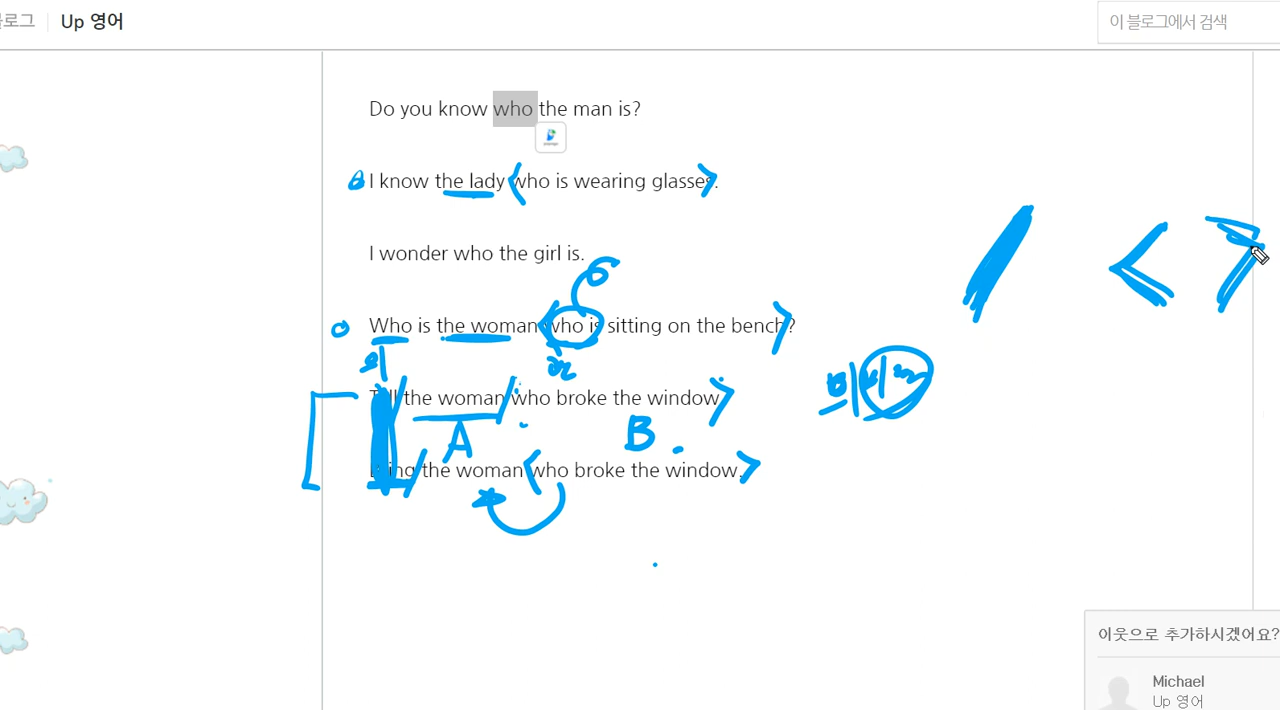 블로그 Up 영어
이 블로그에서 검색
Do you know who the man is?
I know the lady who is wearing glasses.
I wonder who the girl is.
Who is the woman who is sitting on the bench?
의
관
의
Tell the woman who broke the window
A
B
the woman who broke the window.
이웃으로 추가하시겠어요?
Michael
Up 영어